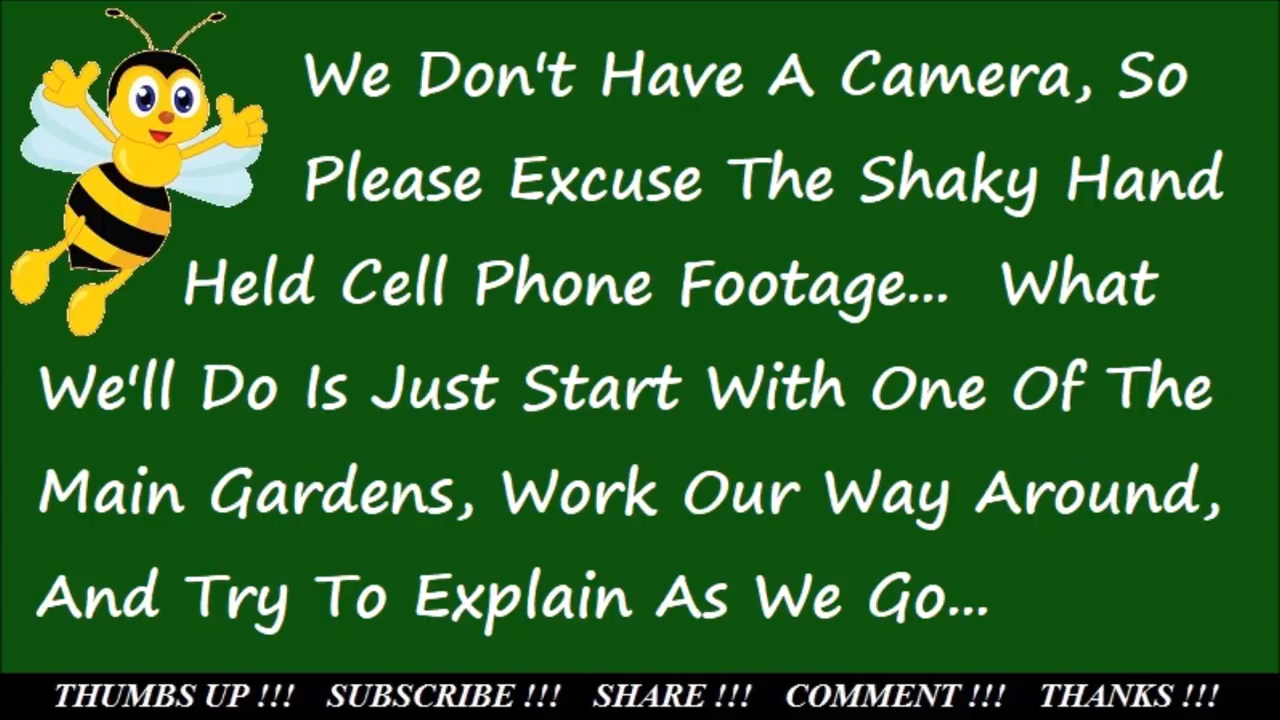 We Don't Have A Camera, So
Please Excuse The Shaky Hand
Held Cell Phone Footage... What
We'll Do Is Just Start With One Of The
Main Gardens, Work Our Way Around,
And Try To Explain As We Go...
THUMBS UP !!! SUBSCRIBE !!! SHARE !!! COMMENT !!! THANKS !!!